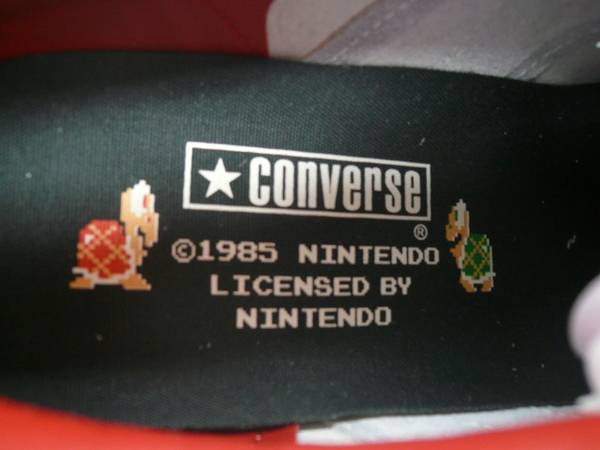 ★ CONVERSE
®
©1985 NINTENDO
LICENSED BY
NINTENDO